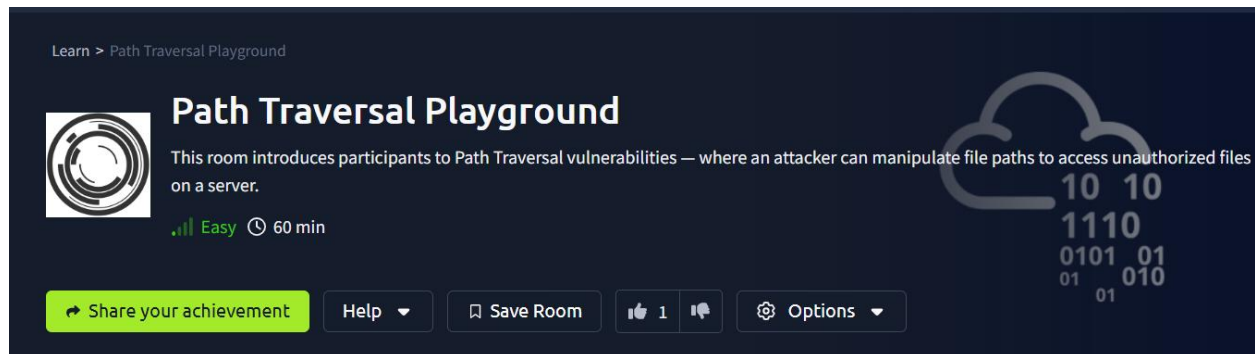 Learn > Path Traversal Playground
Path Traversal Playground
This room introduces participants to Path Traversal vulnerabilities — where an attacker can manipulate file paths to access unauthorized files
on a server.
Easy 60 min
10 10
1110
0101 01
01 010
01
Share your achievement Help Save Room 1 Options